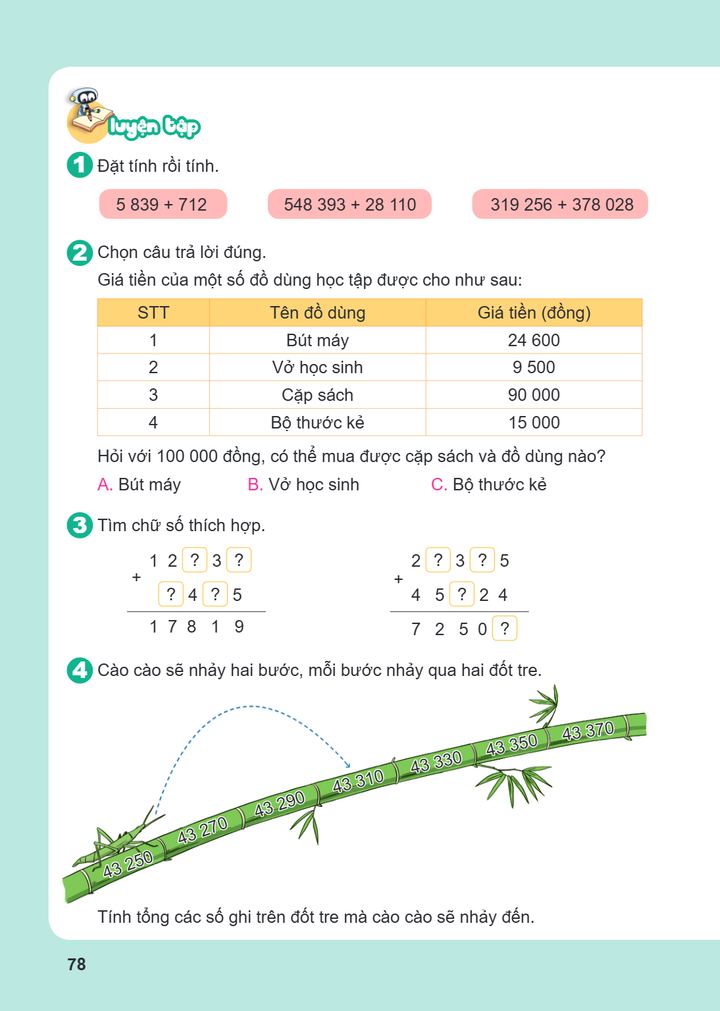 Luyện tập
1 Đặt tính rồi tính.
5 839 + 712 548 393 + 28 110 319 256 + 378 028
2 Chọn câu trả lời đúng.
Giá tiền của một số đồ dùng học tập được cho như sau:
STT Tên đồ dùng Giá tiền (đồng)
1 Bút máy 24 600
2 Vở học sinh 9 500
3 Cặp sách 90 000
4 Bộ thước kẻ 15 000
Hỏi với 100 000 đồng, có thể mua được cặp sách và đồ dùng nào?
A. Bút máy B. Vở học sinh C. Bộ thước kẻ
3 Tìm chữ số thích hợp.
1 2 ? 3 ? 2 ? 3 ? 5
+ +
? 4 ? 5 4 5 ? 2 4
1 7 8 1 9 7 2 5 0 ?
4 Cào cào sẽ nhảy hai bước, mỗi bước nhảy qua hai đốt tre.
43 250 43 270 43 290 43 310 43 330 43 350 43 370
Tính tổng các số ghi trên đốt tre mà cào cào sẽ nhảy đến.
78